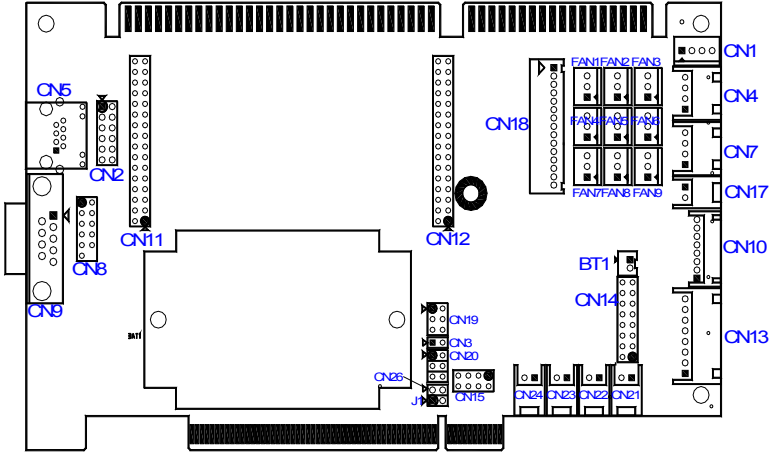 CN1
FAN1 FAN2 FAN3
CN5
CN4
CN18
FAN4 FAN5 FAN6
CN7
CN2
CN17
FAN7 FAN8 FAN9
CN11
CN12
CN10
CN8
BT1
CN14
CN9
CN19
BAT1
CN13
CN3
CN20
CN26
CN15
CN24 CN23 CN22 CN21
J1